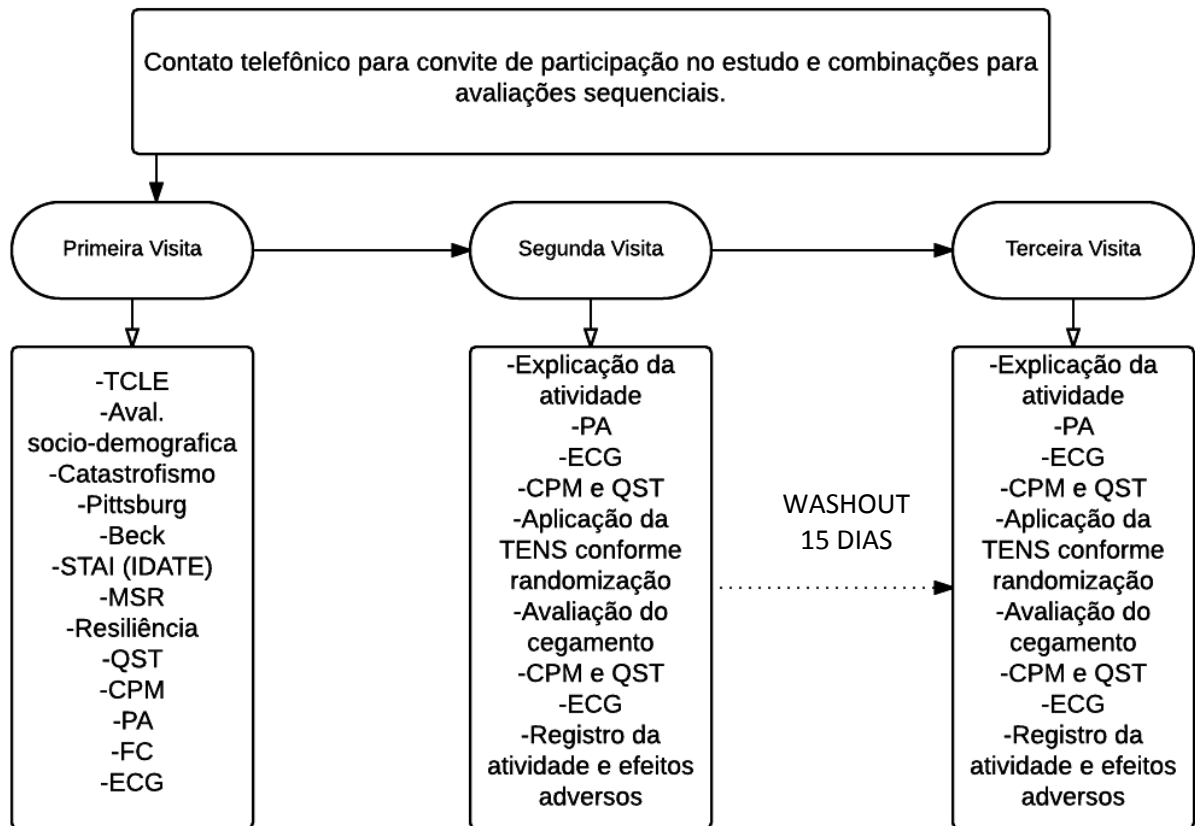 Contato telefônico para convite de participação no estudo e combinações para
avaliações sequenciais.
Primeira Visita
Segunda Visita
Terceira Visita
-TCLE
-Aval.
socio-demografica
-Catastrofismo
-Pittsburg
-Beck
-STAI (IDATE)
-MSR
-Resiliência
-QST
-CPM
-PA
-FC
-ECG
-Explicação da
atividade
-PA
-ECG
-CPM e QST
-Aplicação da
TENS conforme
randomização
-Avaliação do
cegamento
-CPM e QST
-ECG
-Registro da
atividade e efeitos
adversos
WASHOUT
15 DIAS
-Explicação da
atividade
-PA
-ECG
-CPM e QST
-Aplicação da
TENS conforme
randomização
-Avaliação do
cegamento
-CPM e QST
-ECG
-Registro da
atividade e efeitos
adversos